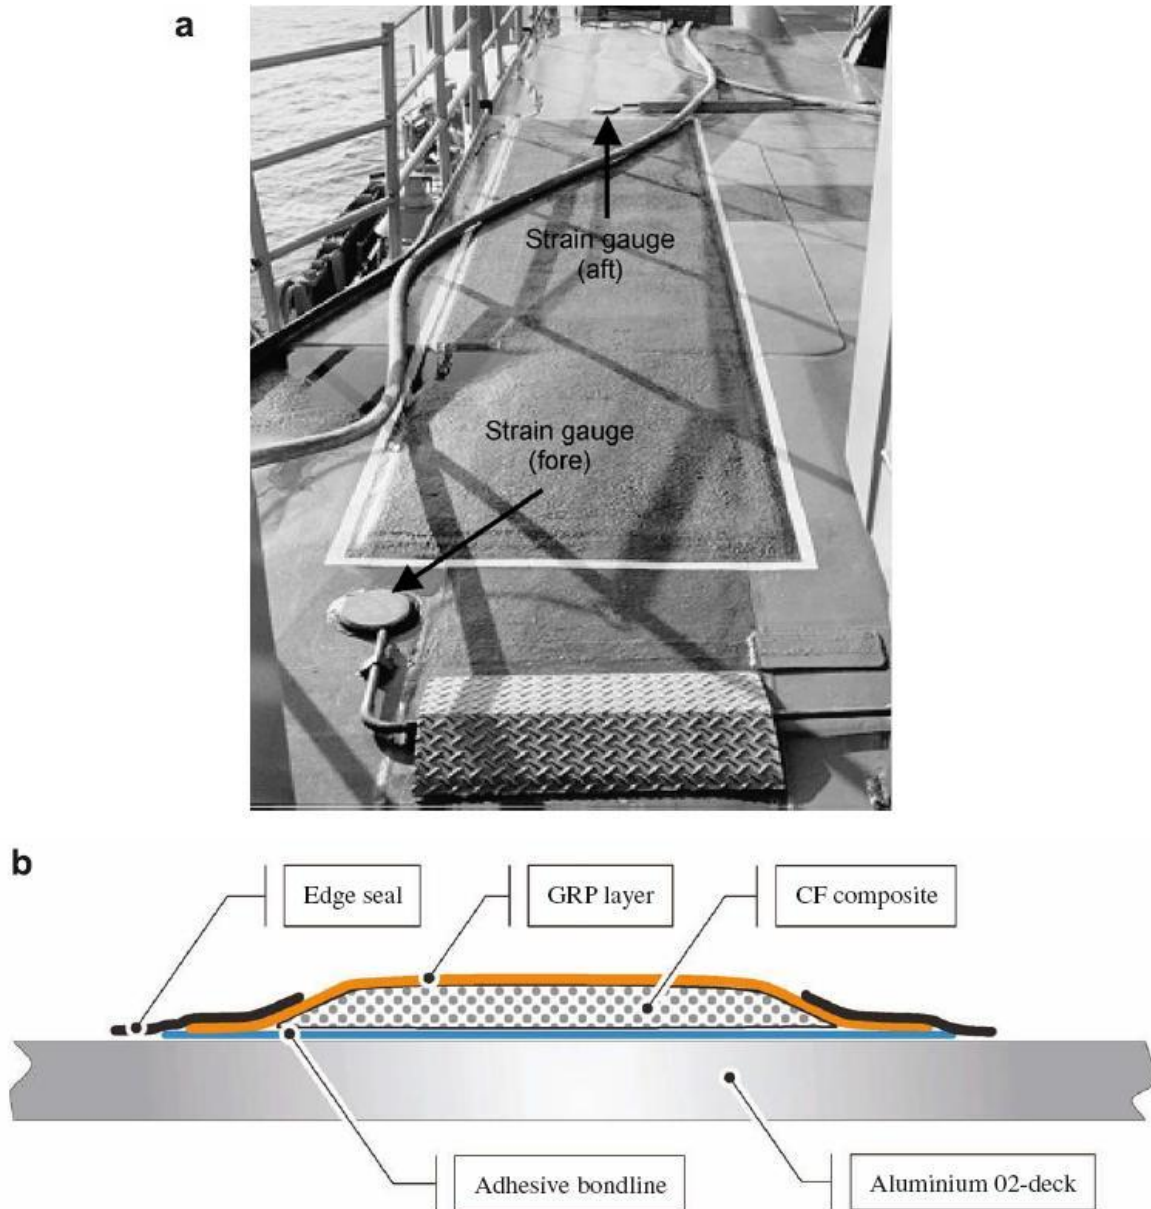 a
Strain gauge
(aft)
Strain gauge
(fore)
b
Edge seal
GRP layer
CF composite
Adhesive bondline
Aluminium 02-deck